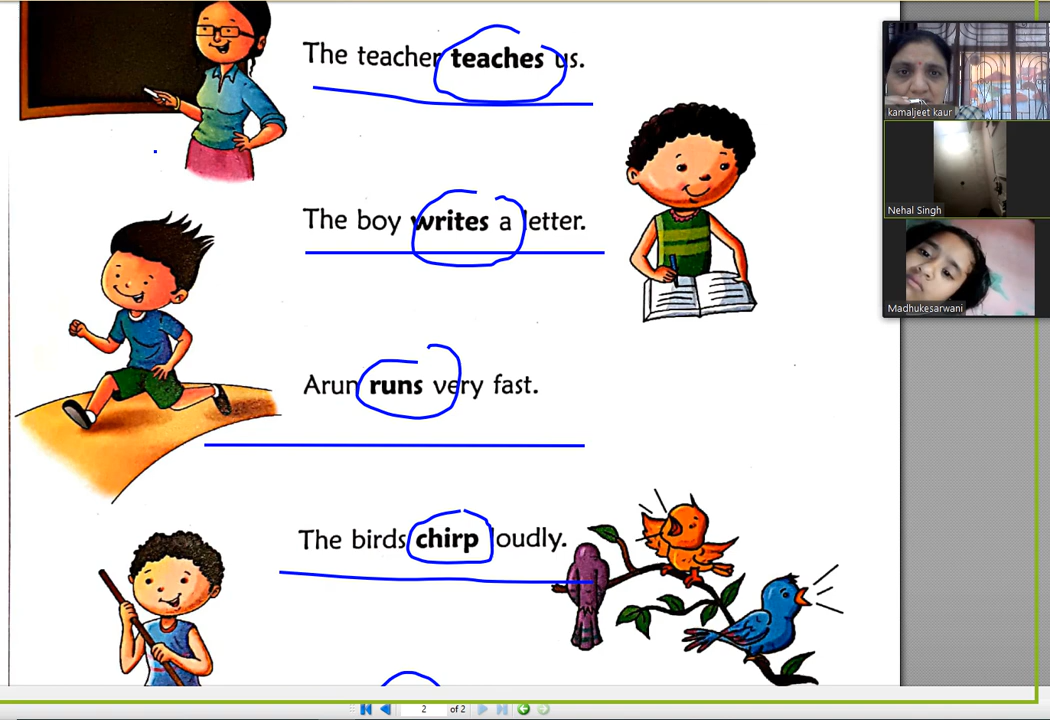 The teacher teaches us.
kamaljeet kaur
Nehal Singh
The boy writes a letter.
Madhukesarwani
Arun runs very fast.
The birds chirp loudly.
2 of 2